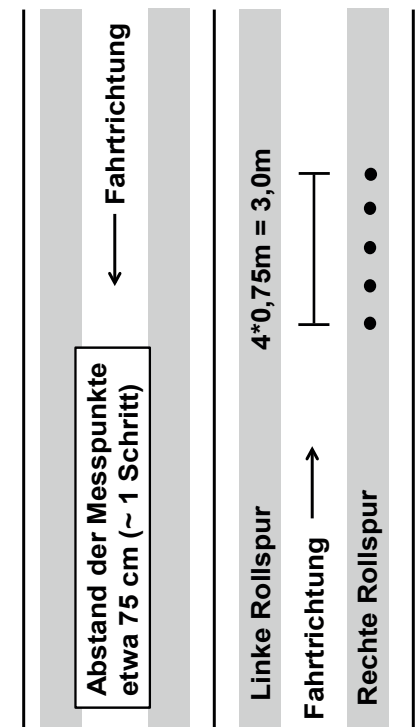 Fahrtrichtung
Abstand der Messpunkte
etwa 75 cm (~ 1 Schritt)
4*0,75m = 3,0m
Linke Rollspur
Fahrtrichtung
Rechte Rollspur